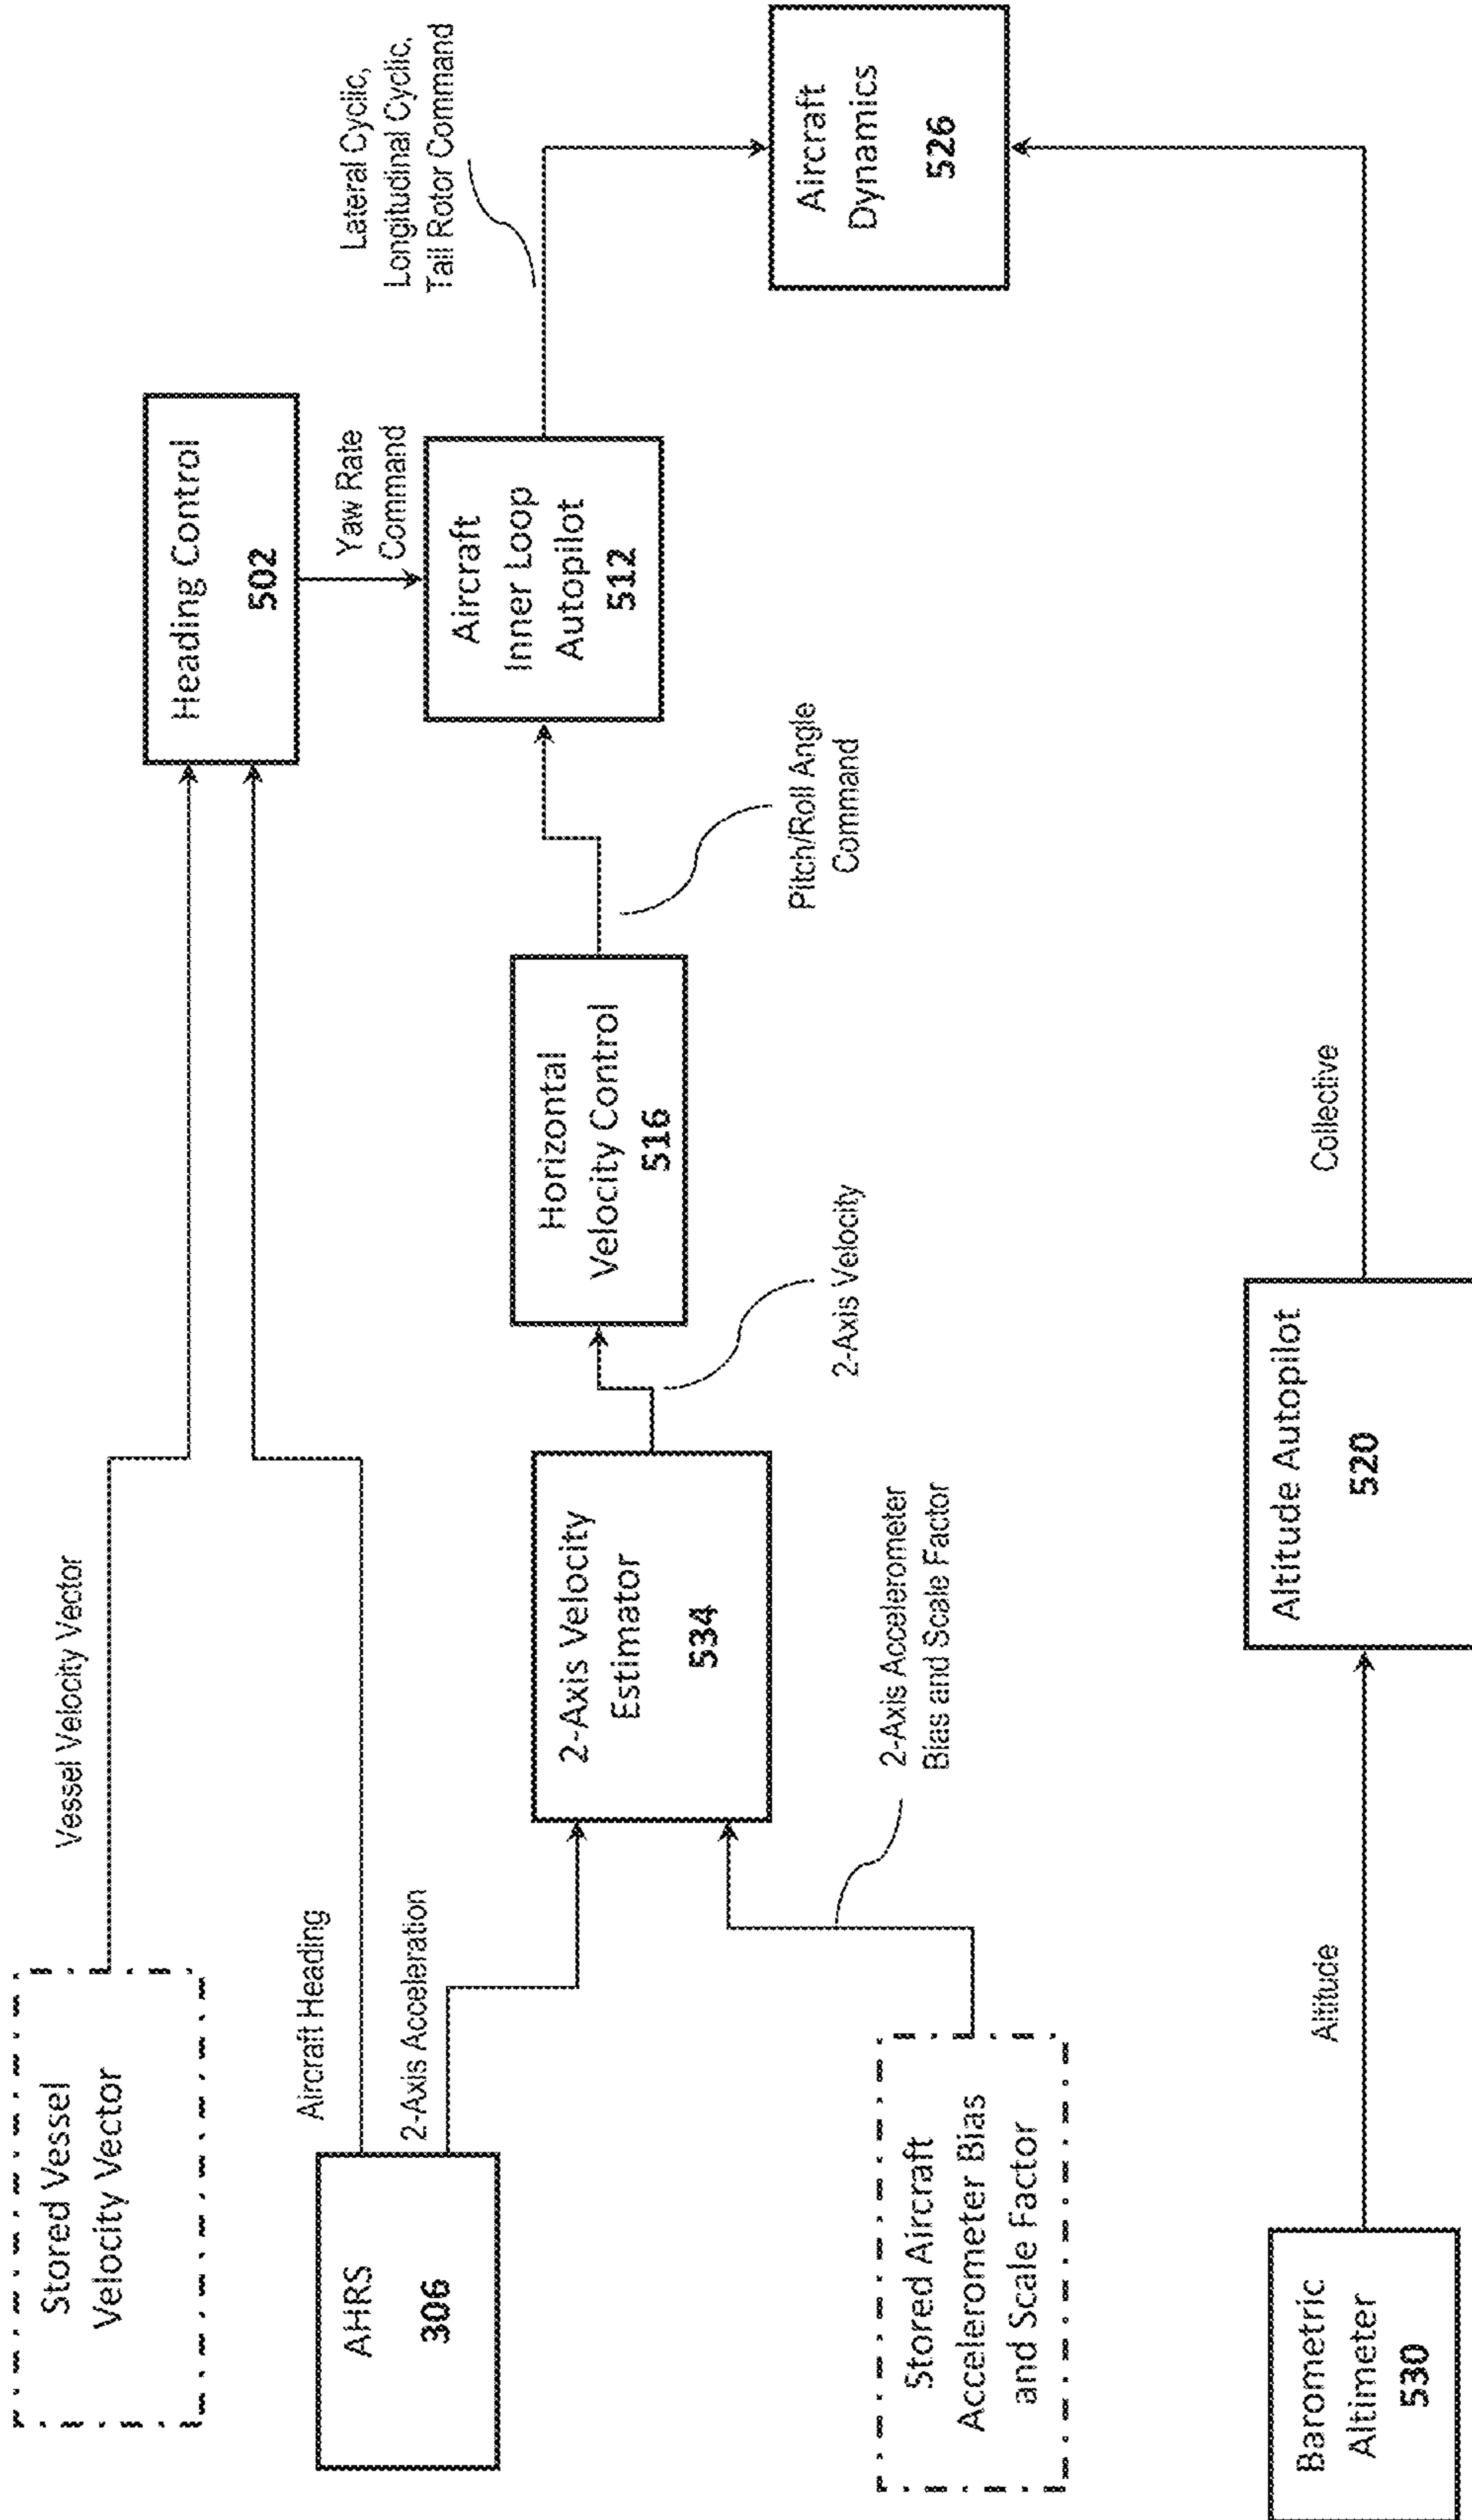 Stored Vessel
Velocity Vector
Vessel Velocity Vector
Heading Control
502
AHRS
306
Aircraft Heading
2-Axis Acceleration
Yaw Rate
Command
Lateral Cyclic,
Longitudinal Cyclic,
Tail Rotor Command
Aircraft
Inner Loop
Autopilot
512
2-Axis Velocity
Estimator
534
Horizontal
Velocity Control
516
Pitch/Roll Angle
Command
2-Axis Velocity
Aircraft
Dynamics
526
Stored Aircraft
Accelerometer Bias
and Scale Factor
2-Axis Accelerometer
Bias and Scale Factor
Barometric
Altimeter
530
Altitude
Altitude Autopilot
520
Collective